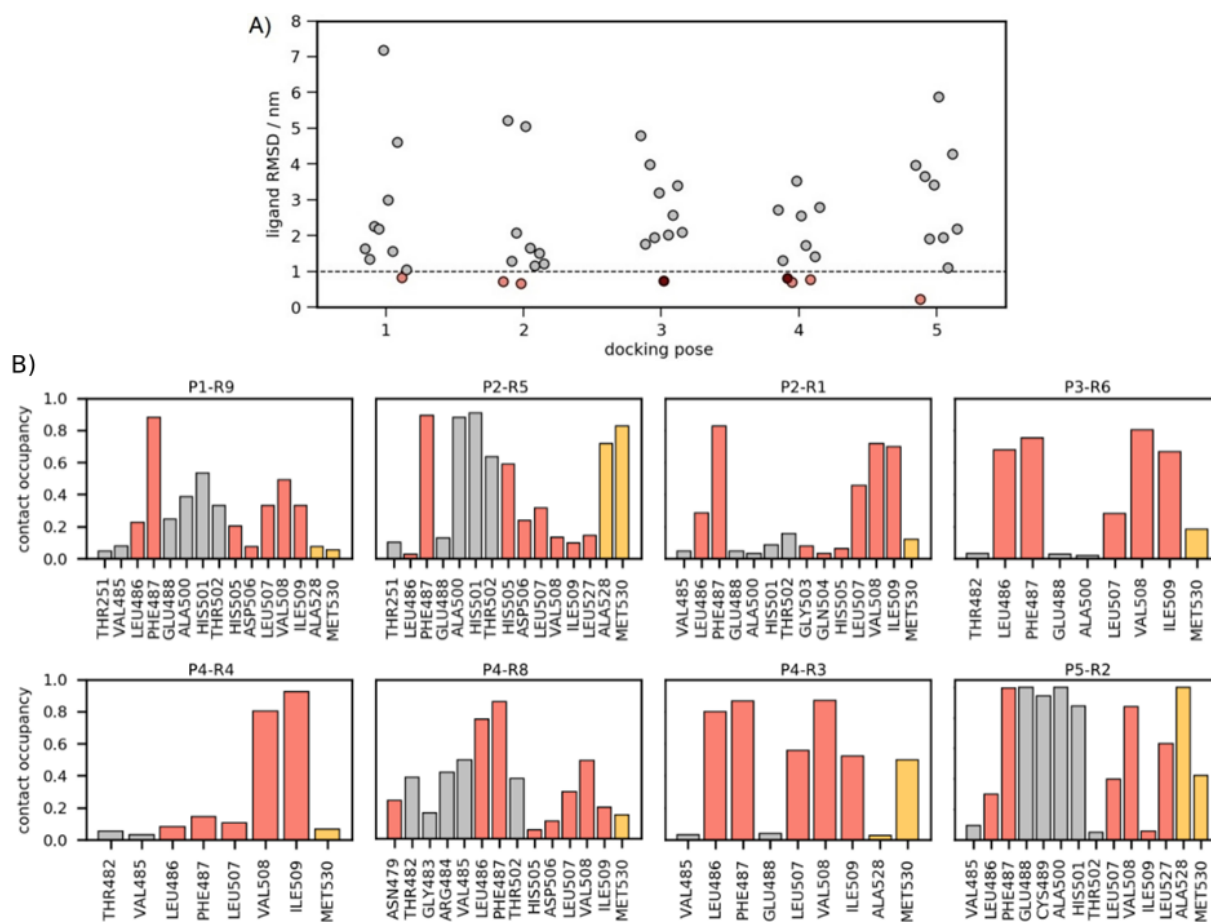 A)
8
7
6
5
4
3
2
1
0
ligand RMSD / nm
1 2 3 4 5
docking pose
B)
P1-R9 P2-R5 P2-R1 P3-R6
1.0
0.8
0.6
0.4
0.2
0.0
contact occupancy
THR251 VAL485 LEU486 PHE487 GLU488 ALA500 HIS501 THR502 HIS505 ASP506 LEU507 VAL508 ILE509 ALA528 MET530
THR251 LEU486 PHE487 GLU488 ALA500 HIS501 THR502 HIS505 ASP506 LEU507 VAL508 ILE509 LEU527 ALA528 MET530
VAL485 LEU486 PHE487 GLU488 ALA500 HIS501 THR502 GLY503 GLN504 HIS505 LEU507 VAL508 ILE509 MET530
THR482 LEU486 PHE487 GLU488 ALA500 LEU507 VAL508 ILE509 MET530
P4-R4 P4-R8 P4-R3 P5-R2
1.0
0.8
0.6
0.4
0.2
0.0
contact occupancy
THR482 VAL485 LEU486 PHE487 LEU507 VAL508 ILE509 MET530
ASN479 THR482 GLY483 ARG484 VAL485 LEU486 PHE487 THR502 HIS505 ASP506 LEU507 VAL508 ILE509 MET530
VAL485 LEU486 PHE487 GLU488 LEU507 VAL508 ILE509 ALA528 MET530
VAL485 LEU486 PHE487 GLU488 CYS489 ALA500 HIS501 THR502 LEU507 VAL508 ILE509 LEU527 ALA528 MET530